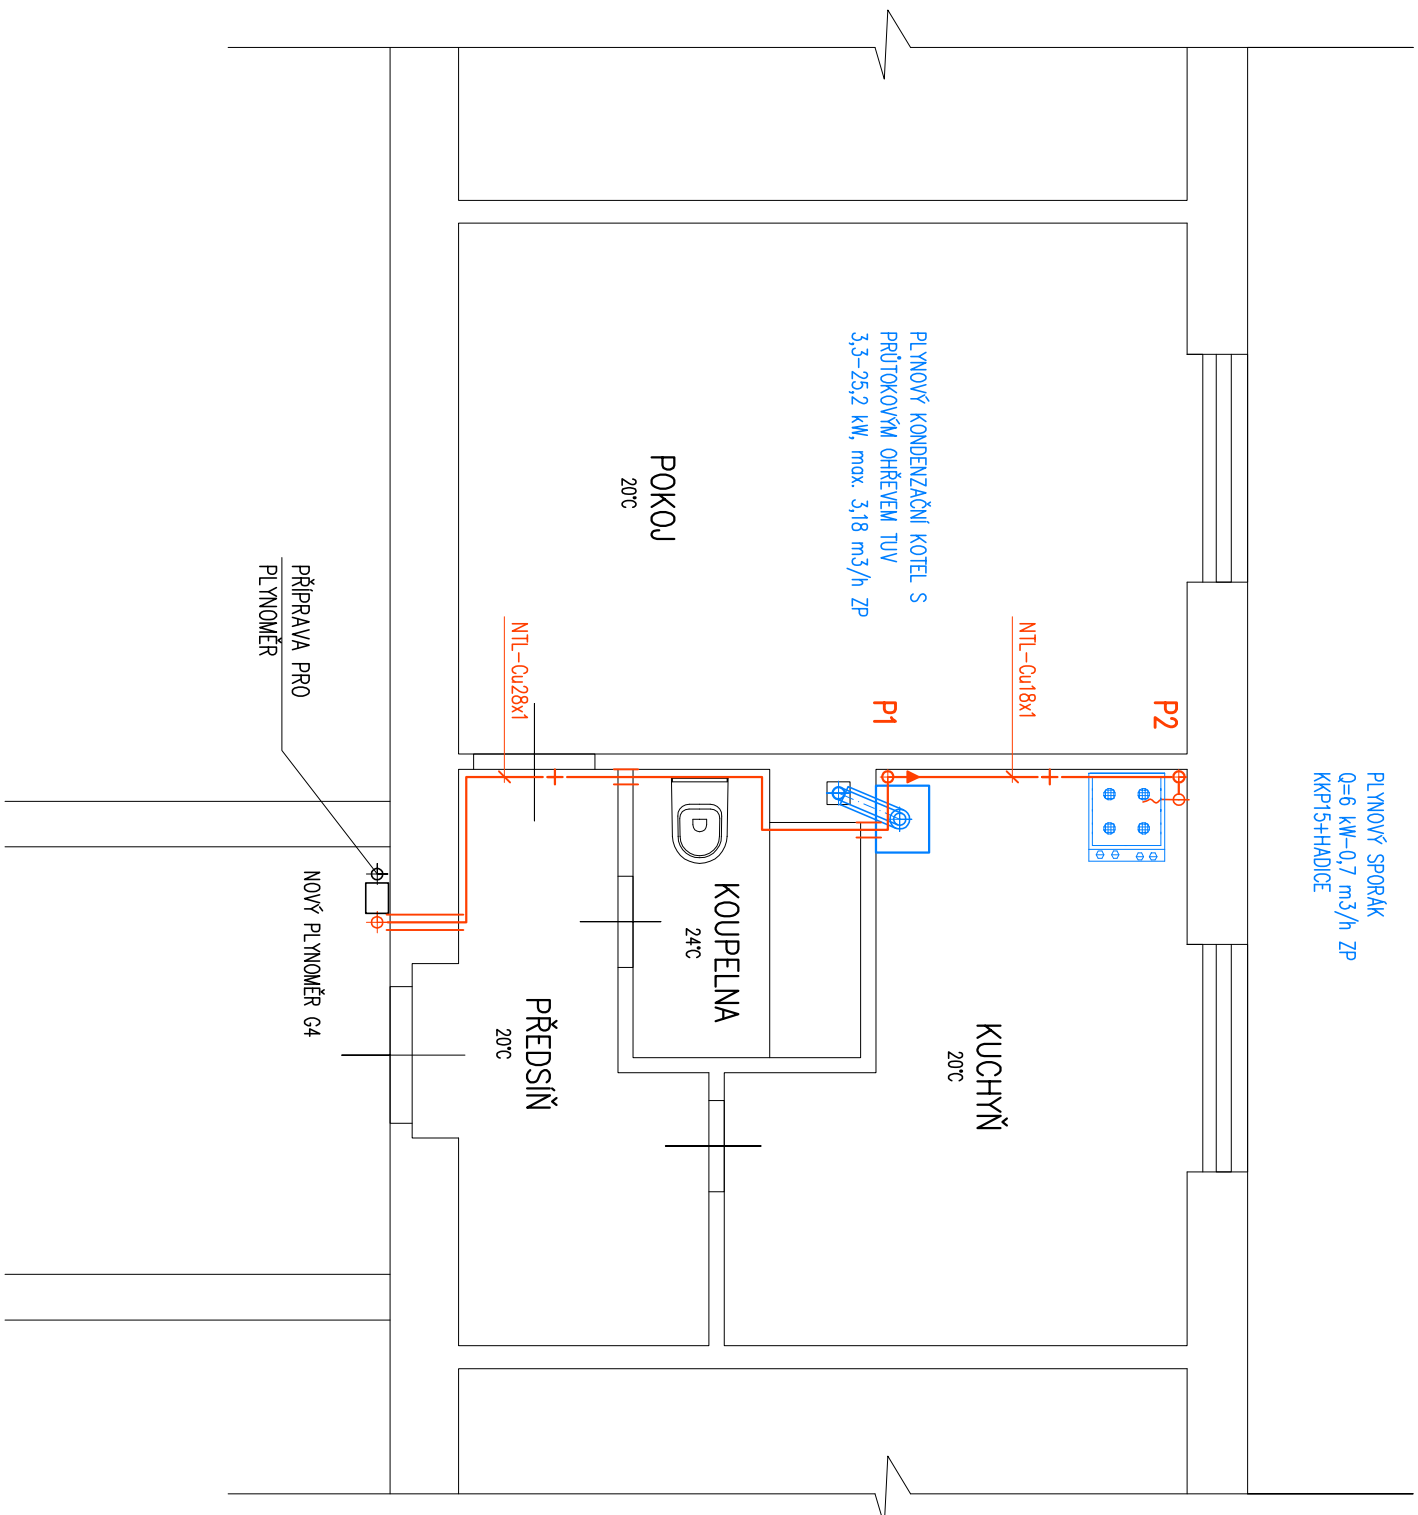 PLYNOVÝ SPORÁK
Q=6 kW-0,7 m3/h ZP
KKP15+HADICE
P2
NTL-Cu18x1
PLYNOVÝ KONDENZAČNÍ KOTEL S
PRŮTOKOVÝM OHŘEVEM TUV
3,3-25,2 kW, max. 3,18 m3/h ZP
P1
KUCHYŇ
20°C
POKOJ
20°C
KOUPELNA
24°C
NTL-Cu28x1
PŘEDSÍŇ
20°C
PŘÍPRAVA PRO
PLYNOMĚR
NOVÝ PLYNOMĚR G4